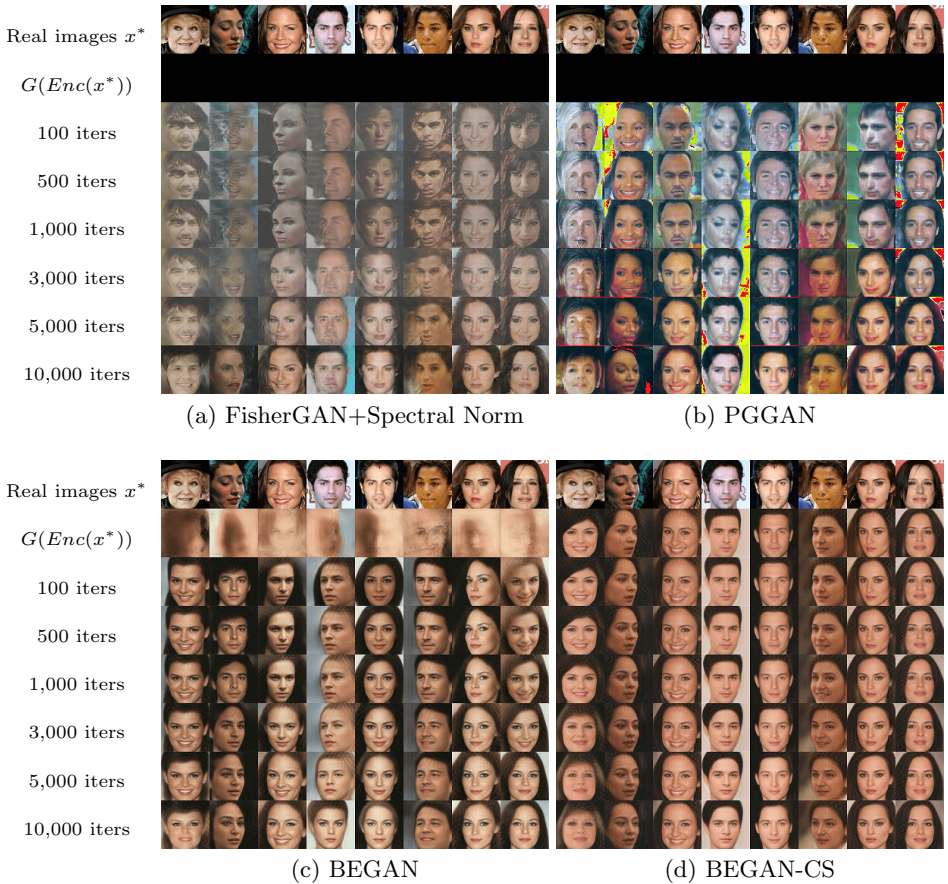 Real images x*
G(Enc(x*))
100 iters
500 iters
1,000 iters
3,000 iters
5,000 iters
10,000 iters
(a) FisherGAN+Spectral Norm
(b) PGGAN
Real images x*
G(Enc(x*))
100 iters
500 iters
1,000 iters
3,000 iters
5,000 iters
10,000 iters
(c) BEGAN
(d) BEGAN-CS